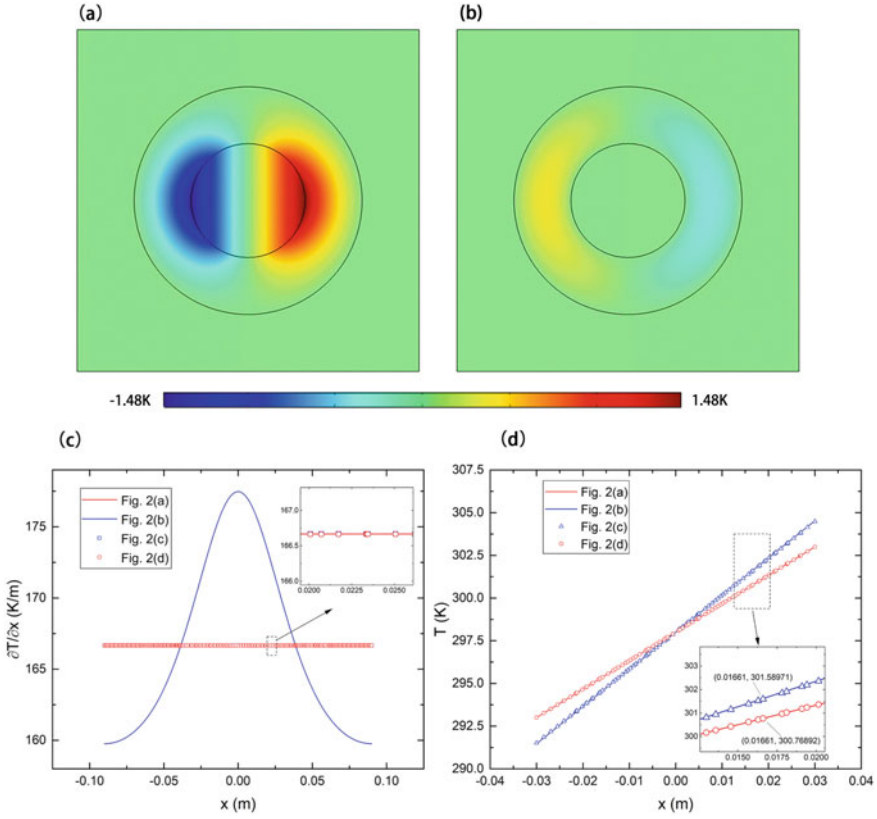 (a)
(b)
-1.48K
1.48K
(c)
Fig. 2(a)
Fig. 2(b)
Fig. 2(c)
Fig. 2(d)
175
170
165
160
∂T/∂x (K/m)
-0.10
-0.05
0.00
0.05
0.10
x (m)
167.0
166.5
166.0
0.0200
0.0225
0.0250
(d)
Fig. 2(a)
Fig. 2(b)
Fig. 2(c)
Fig. 2(d)
307.5
305.0
302.5
300.0
297.5
295.0
292.5
290.0
T (K)
-0.04
-0.03
-0.02
-0.01
0.00
0.01
0.02
0.03
0.04
x (m)
303
302
301
300
(0.01661, 301.58971)
(0.01661, 300.76892)
0.0150
0.0175
0.0200